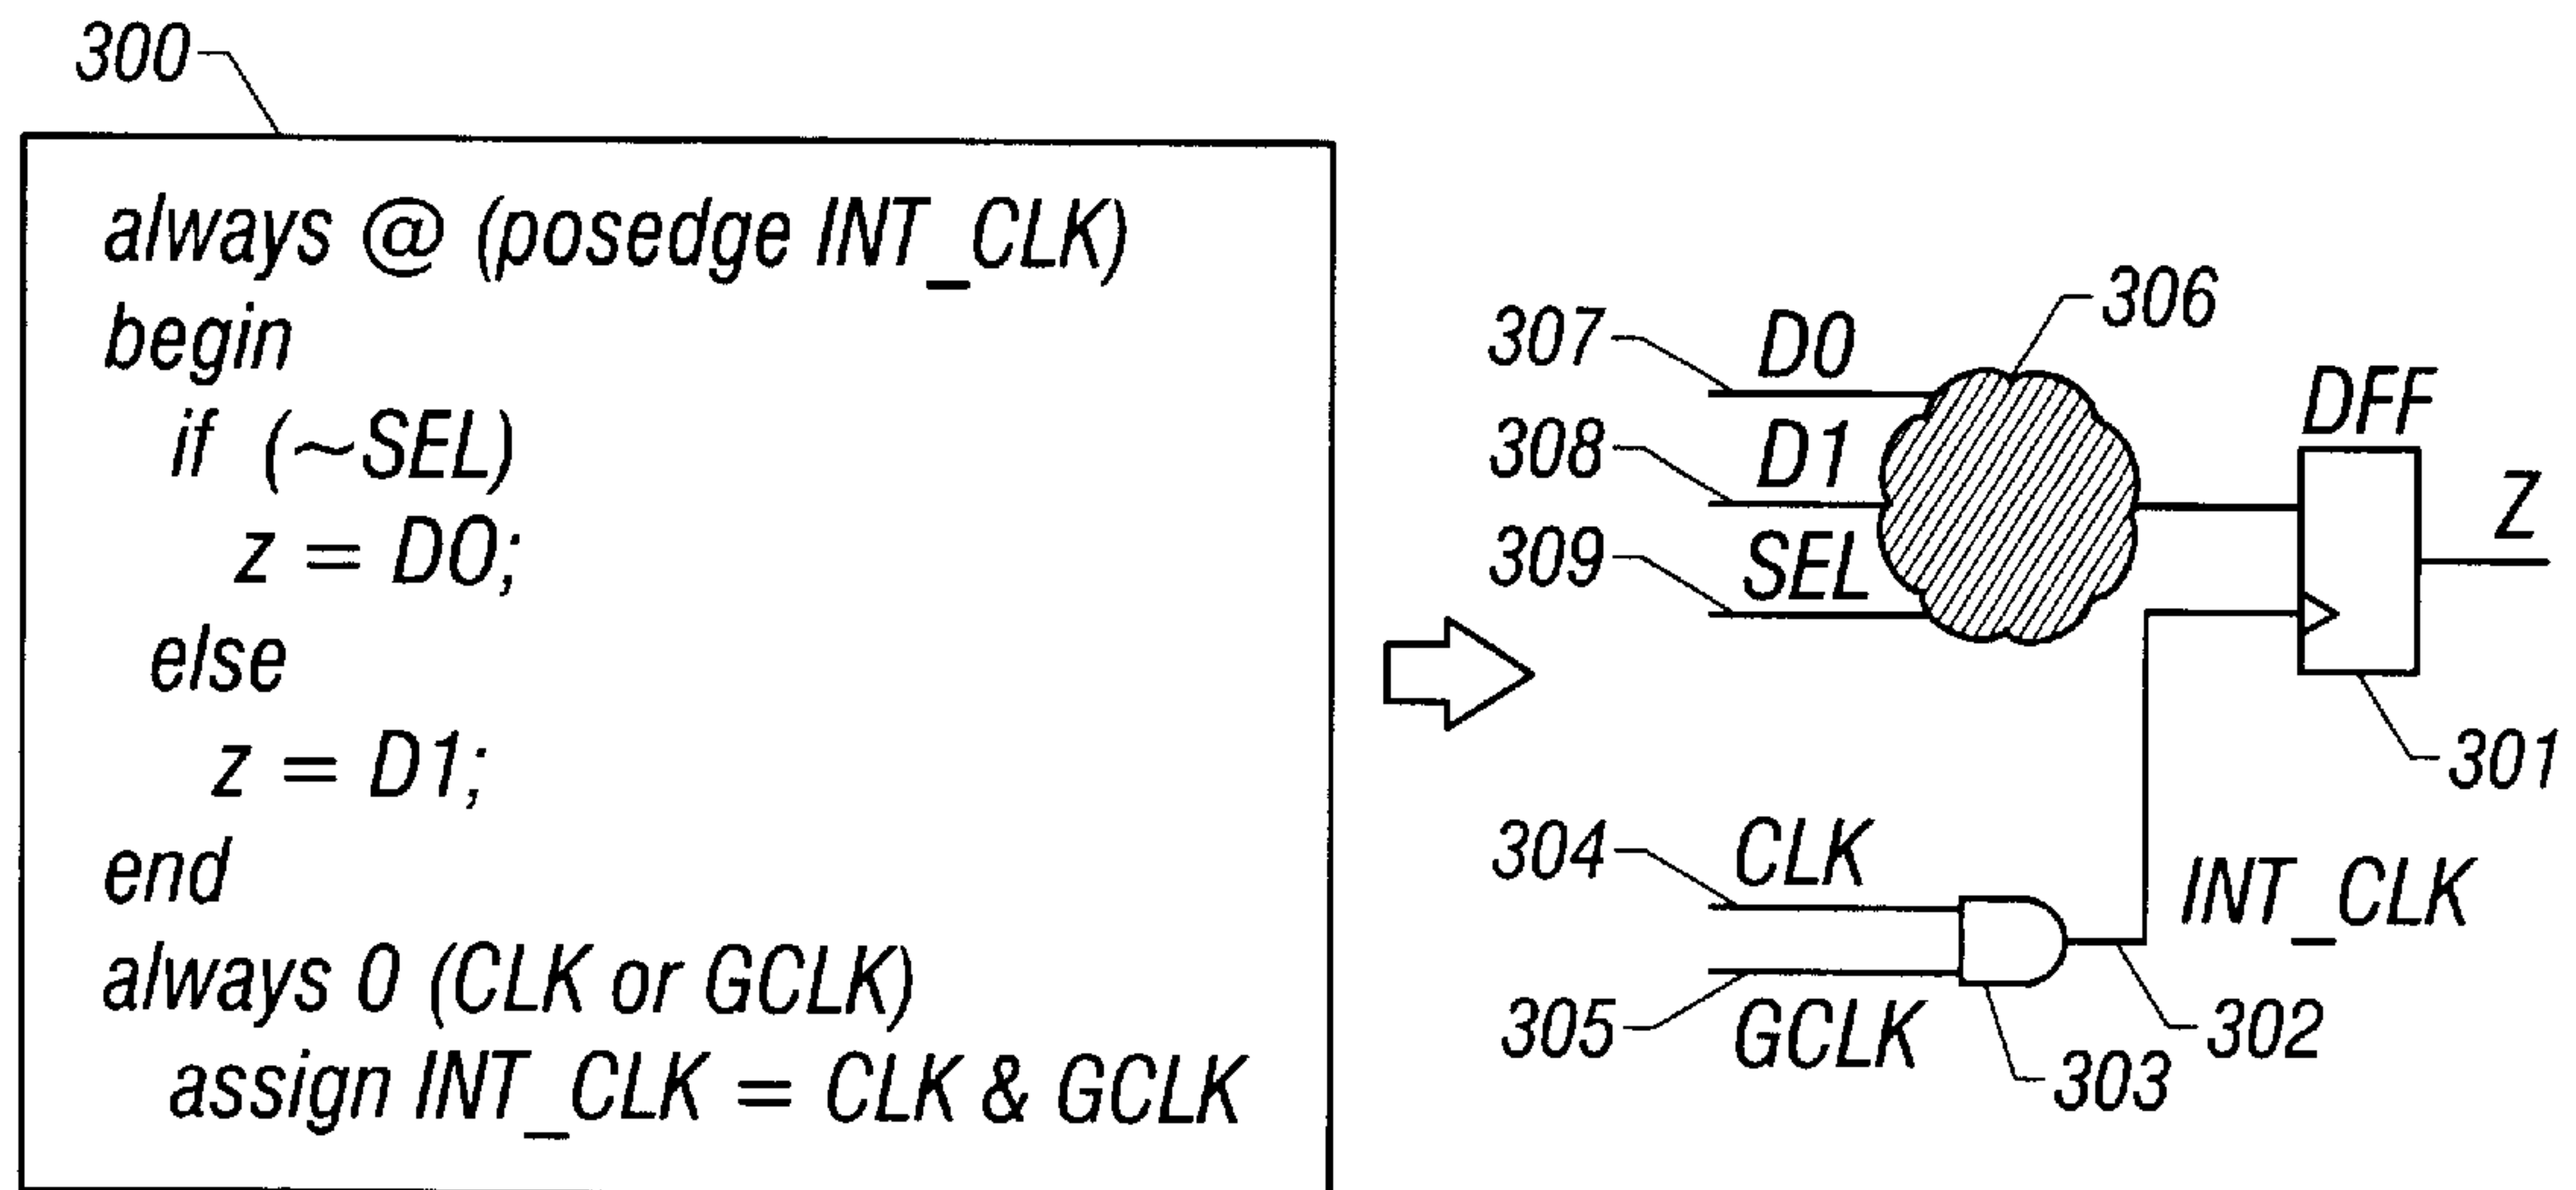 300
always @ (posedge INT_CLK)
begin
if (~SEL)
z = D0;
else
z = D1;
end
always 0 (CLK or GCLK)
assign INT_CLK = CLK & GCLK
307
D0
306
308
D1
DFF
309
SEL
Z
301
304
CLK
INT_CLK
305
GCLK
303
302